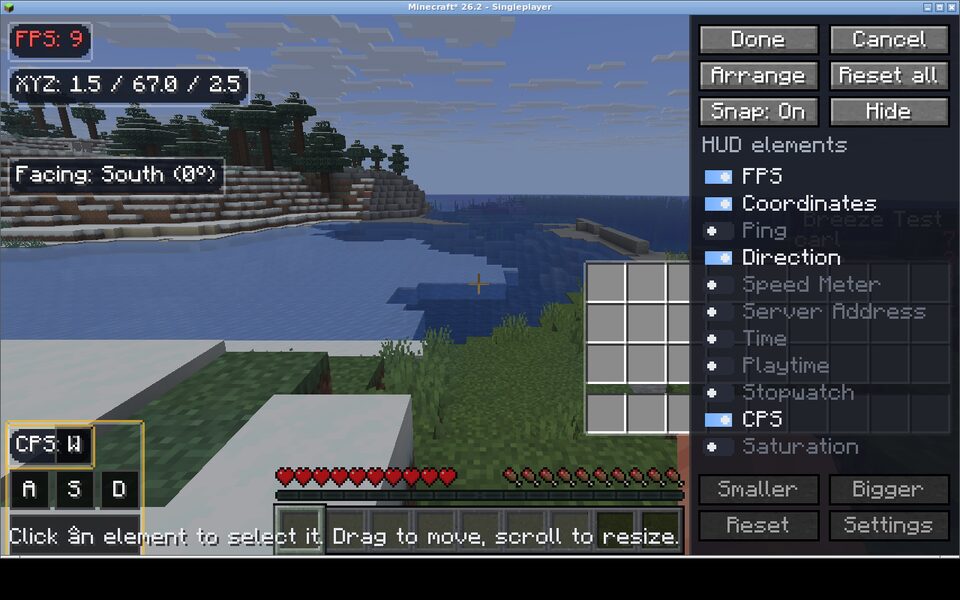 Minecraft* 26.2 - Singleplayer
FPS: 9
XYZ: 1.5 / 67.0 / 2.5
Facing: South (0°)
CPS: W
A S D
Click an element to select it. Drag to move, scroll to resize.
Done Cancel
Arrange Reset all
Snap: On Hide
HUD elements
FPS
Coordinates
Ping
Direction
Speed Meter
Server Address
Time
Playtime
Stopwatch
CPS
Saturation
Smaller Bigger
Reset Settings